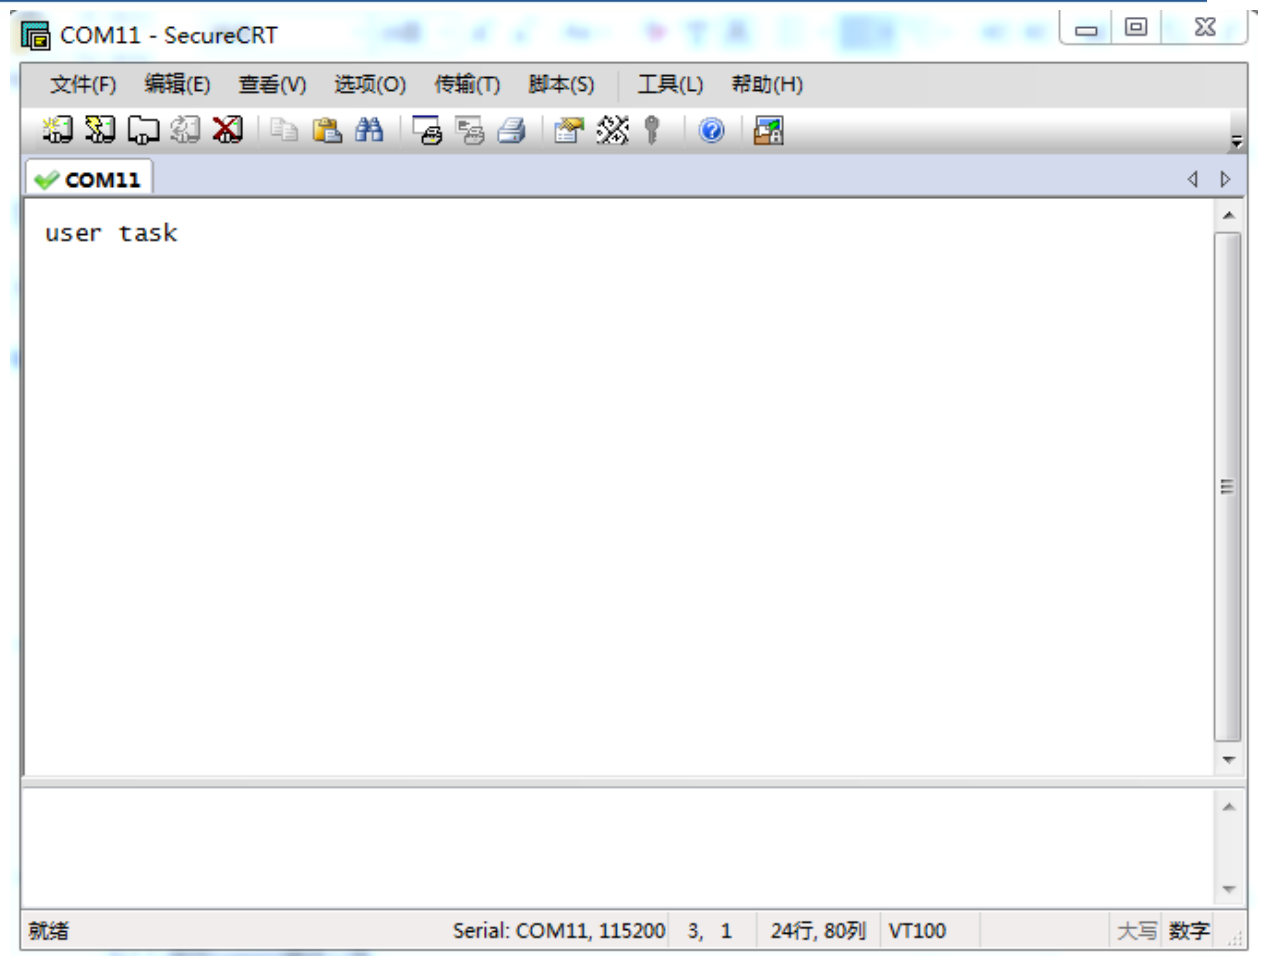 COM11 - SecureCRT
文件(F) 编辑(E) 查看(V) 选项(O) 传输(T) 脚本(S) 工具(L) 帮助(H)
COM11
user task
就绪 Serial: COM11, 115200 3, 1 24行, 80列 VT100 大写 数字